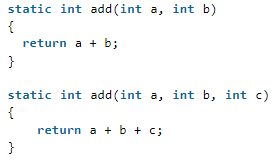 static int add(int a, int b)
{
  return a + b;
}
static int add(int a, int b, int c)
{
    return a + b + c;
}